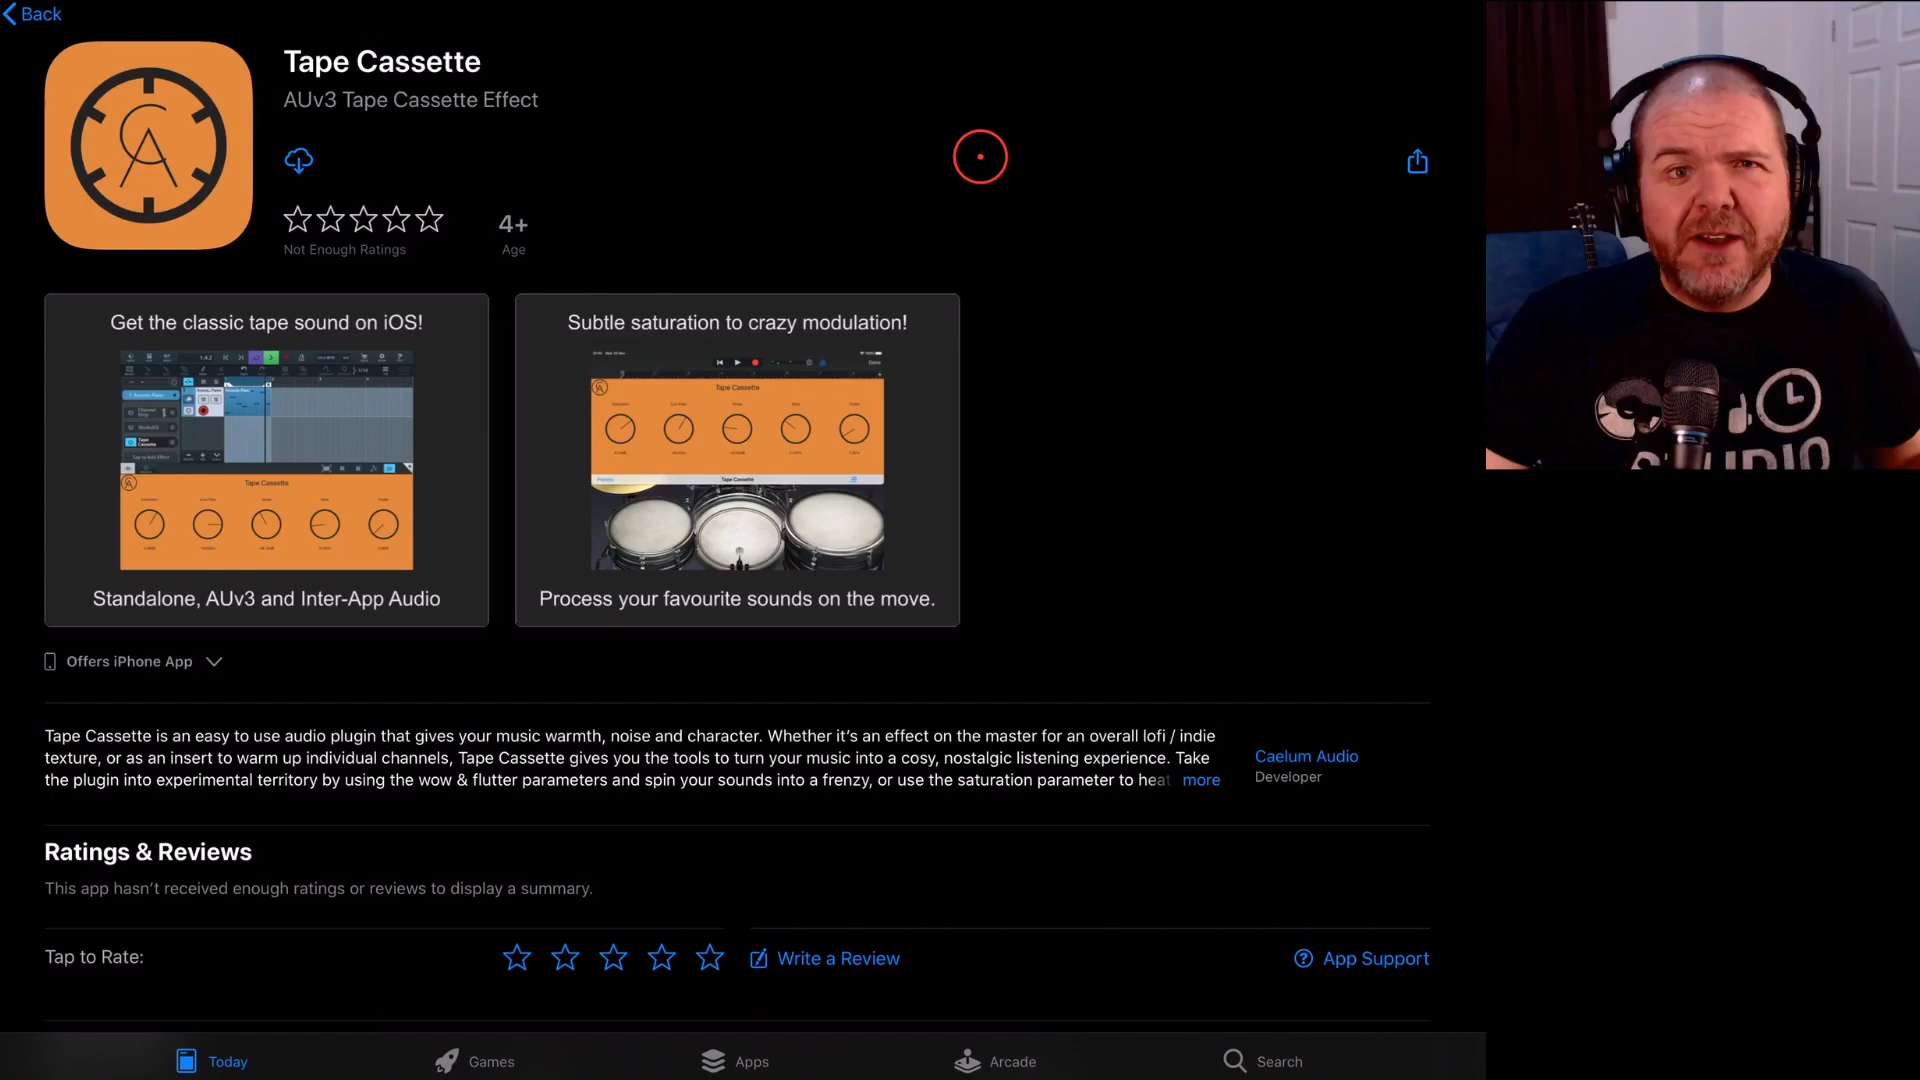 Back
Tape Cassette
AUv3 Tape Cassette Effect
Not Enough Ratings
4+
Age
Get the classic tape sound on iOS!
Tape Cassette
Standalone, AUv3 and Inter-App Audio
Subtle saturation to crazy modulation!
Tape Cassette
Tape Cassette
Process your favourite sounds on the move.
Offers iPhone App
Tape Cassette is an easy to use audio plugin that gives your music warmth, noise and character. Whether it's an effect on the master for an overall lofi / indie
texture, or as an insert to warm up individual channels, Tape Cassette gives you the tools to turn your music into a cosy, nostalgic listening experience. Take
the plugin into experimental territory by using the wow & flutter parameters and spin your sounds into a frenzy, or use the saturation parameter to heat more
Caelum Audio
Developer
Ratings & Reviews
This app hasn't received enough ratings or reviews to display a summary.
Tap to Rate:
Write a Review
App Support
Today
Games
Apps
Arcade
Search